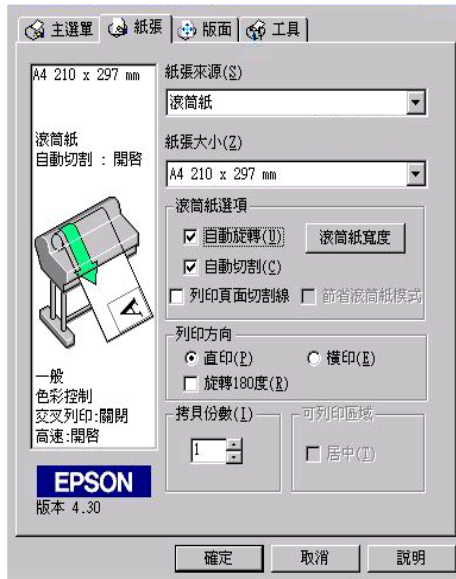 主選單 紙張 版面 工具
A4 210 x 297 mm
滾筒紙
自動切割 : 開啓
A
一般
色彩控制
交叉列印:關閉
高速:開啓
EPSON
版本 4.30
紙張來源(S)
滾筒紙
紙張大小(Z)
A4 210 x 297 mm
滾筒紙選項
自動旋轉(U) 滾筒紙寬度
自動切割(C)
列印頁面切割線 節省滾筒紙模式
列印方向
直印(P) 橫印(E)
旋轉180度(R)
拷貝份數(I) 可列印區域
1 居中(T)
確定 取消 說明